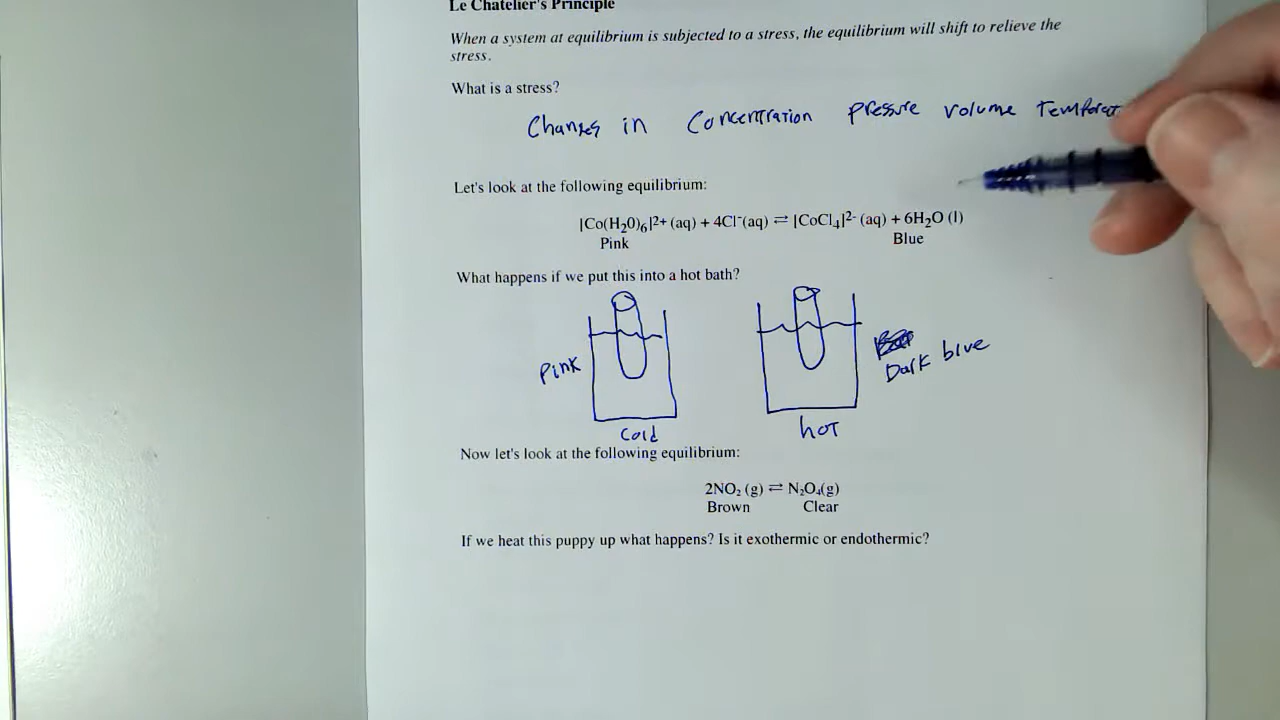 Le Chatelier's Principle
When a system at equilibrium is subjected to a stress, the equilibrium will shift to relieve the
stress.
What is a stress?
Changes in Concentration pressure volume Temperat
Let's look at the following equilibrium:
[Co(H₂0)₆]²⁺ (aq) + 4Cl⁻(aq) ⇌ [CoCl₄]²⁻ (aq) + 6H₂O (l)
Pink Blue
What happens if we put this into a hot bath?
Pink
Dark blue
Cold hot
Now let's look at the following equilibrium:
2NO₂ (g) ⇌ N₂O₄(g)
Brown Clear
If we heat this puppy up what happens? Is it exothermic or endothermic?